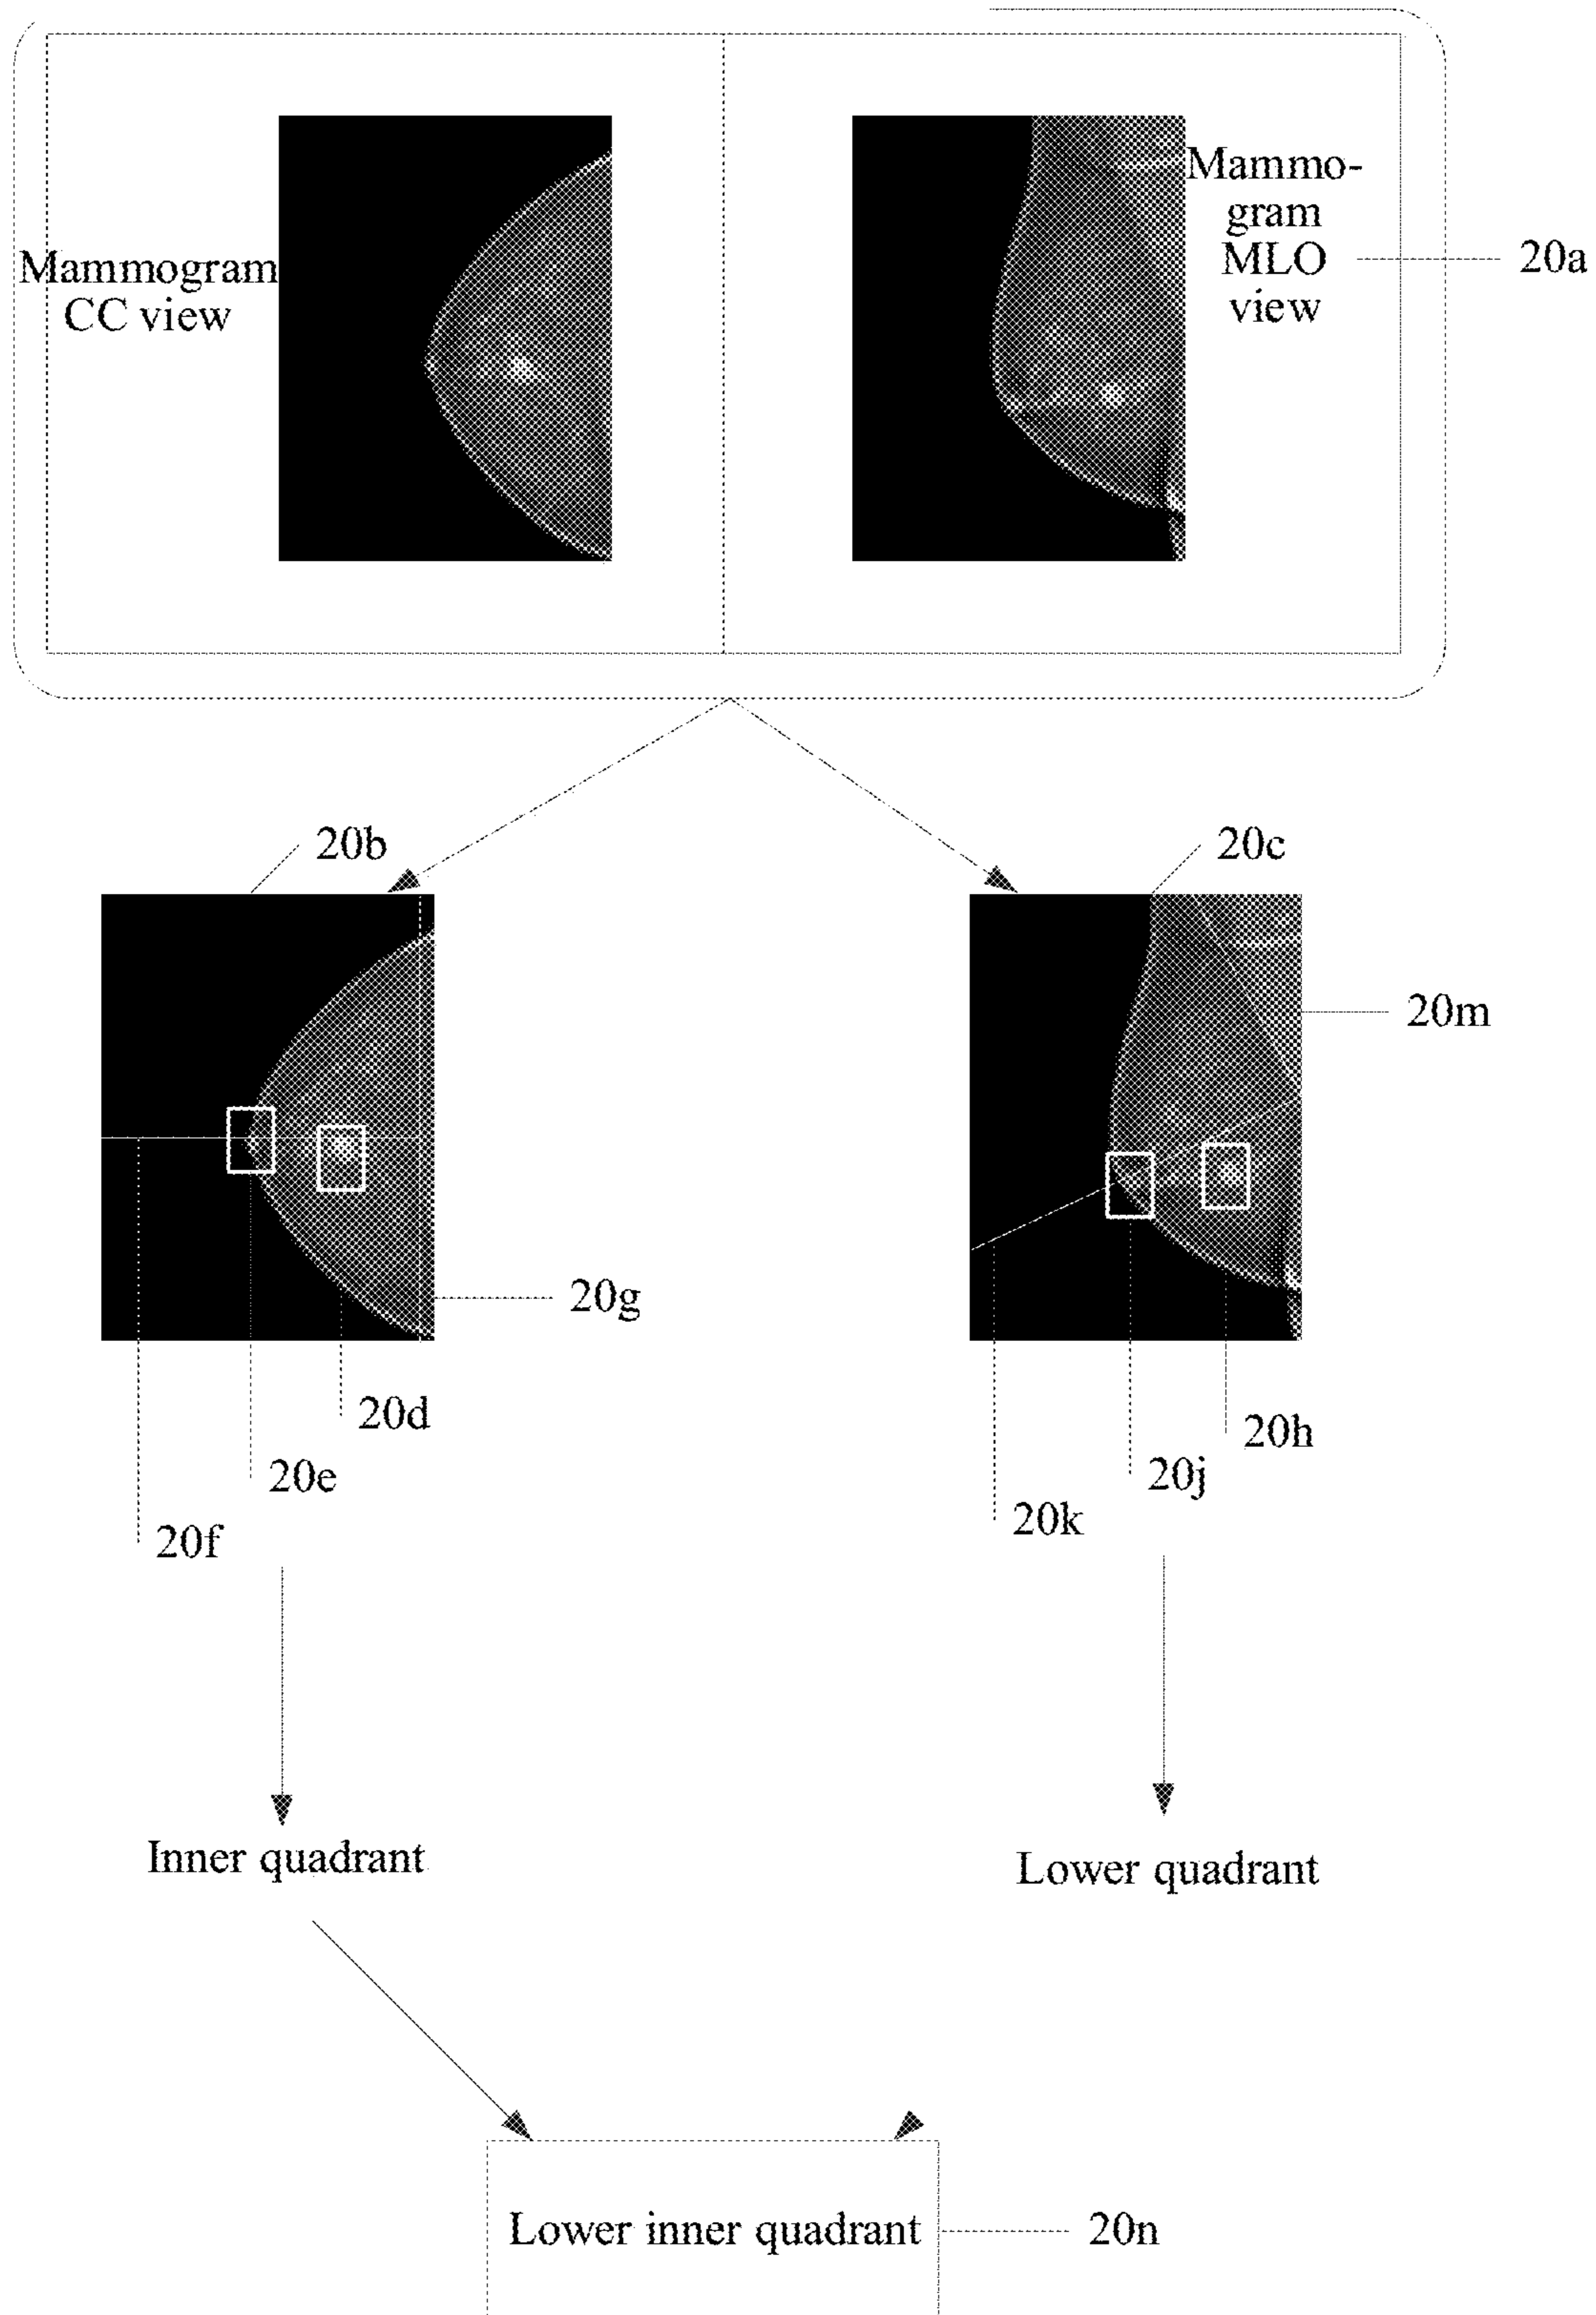 Mammogram
CC view
Mammo-
gram
MLO
view
20a
20b
20c
20m
20g
20d
20h
20e
20j
20k
20f
Inner quadrant
Lower quadrant
Lower inner quadrant
20n